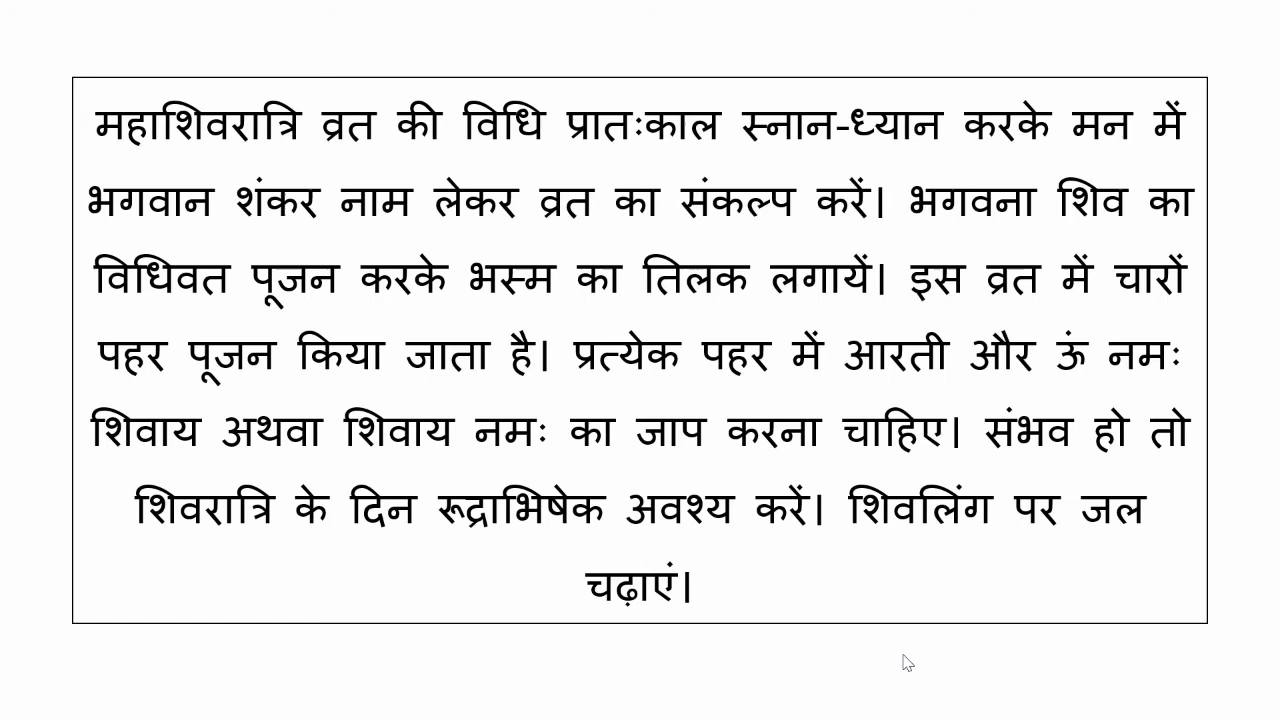 महाशिवरात्रि व्रत की विधि प्रातःकाल स्नान-ध्यान करके मन में
भगवान शंकर नाम लेकर व्रत का संकल्प करें। भगवना शिव का
विधिवत पूजन करके भस्म का तिलक लगायें। इस व्रत में चारों
पहर पूजन किया जाता है। प्रत्येक पहर में आरती और ऊं नमः
शिवाय अथवा शिवाय नमः का जाप करना चाहिए। संभव हो तो
शिवरात्रि के दिन रूद्राभिषेक अवश्य करें। शिवलिंग पर जल
चढ़ाएं।